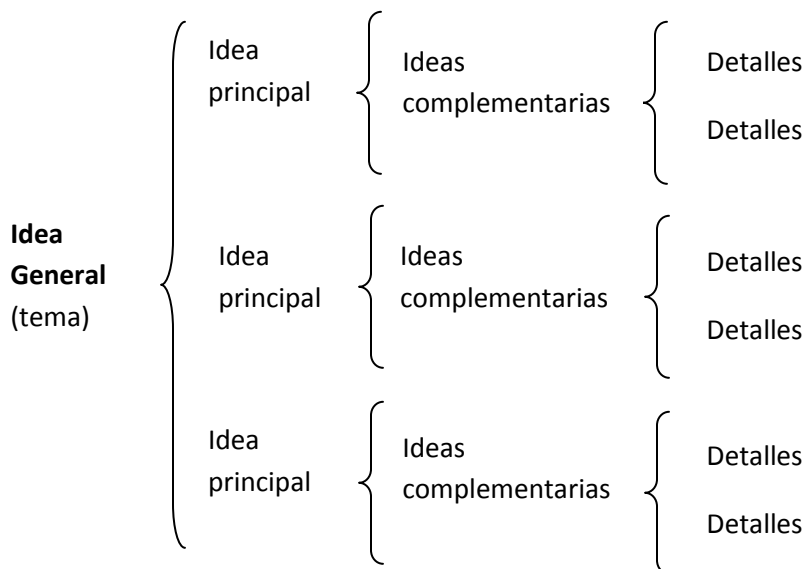 Idea
General
(tema)
Idea
principal
Ideas
complementarias
Detalles
Detalles
Idea
principal
Ideas
complementarias
Detalles
Detalles
Idea
principal
Ideas
complementarias
Detalles
Detalles